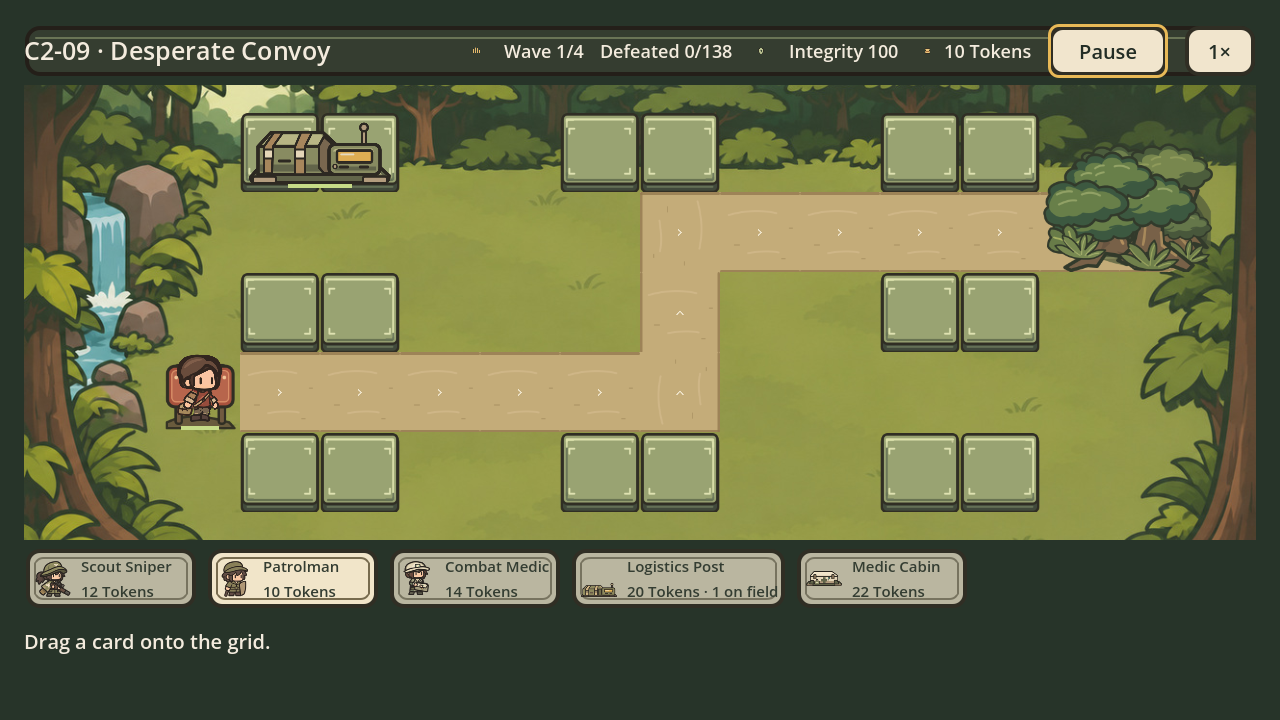 C2-09 · Desperate Convoy
Wave 1/4
Defeated 0/138
Integrity 100
10 Tokens
Pause
1×
Scout Sniper
12 Tokens
Patrolman
10 Tokens
Combat Medic
14 Tokens
Logistics Post
20 Tokens · 1 on field
Medic Cabin
22 Tokens
Drag a card onto the grid.